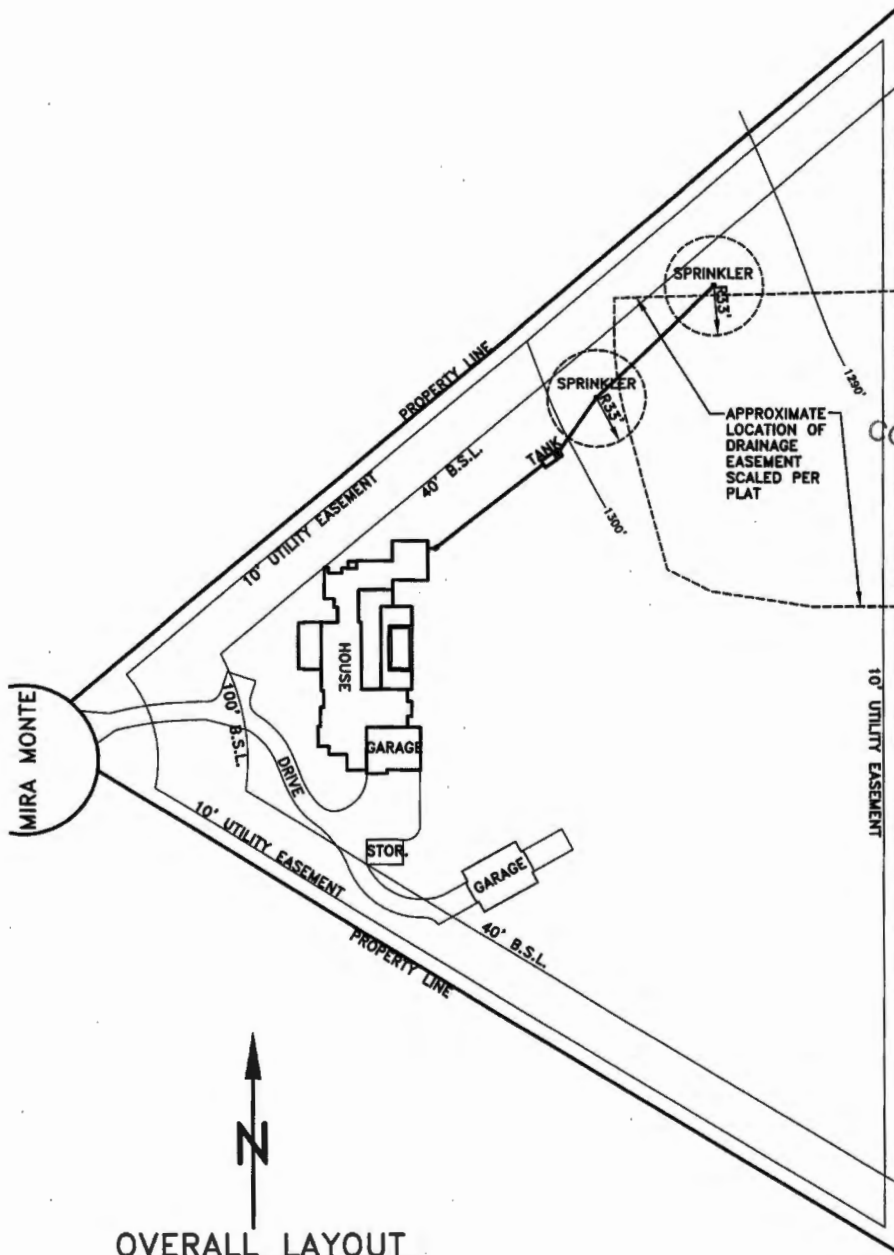 SPRINKLER
R33'
SPRINKLER
R33'
1290'
PROPERTY LINE
APPROXIMATE
LOCATION OF
DRAINAGE
EASEMENT
SCALED PER
PLAT
TANK
40' B.S.L.
10' UTILITY EASEMENT
1300'
HOUSE
10' UTILITY EASEMENT
MIRA MONTE
100' B.S.L.
GARAGE
DRIVE
10' UTILITY EASEMENT
STOR.
GARAGE
40' B.S.L.
PROPERTY LINE
N
OVERALL LAYOUT